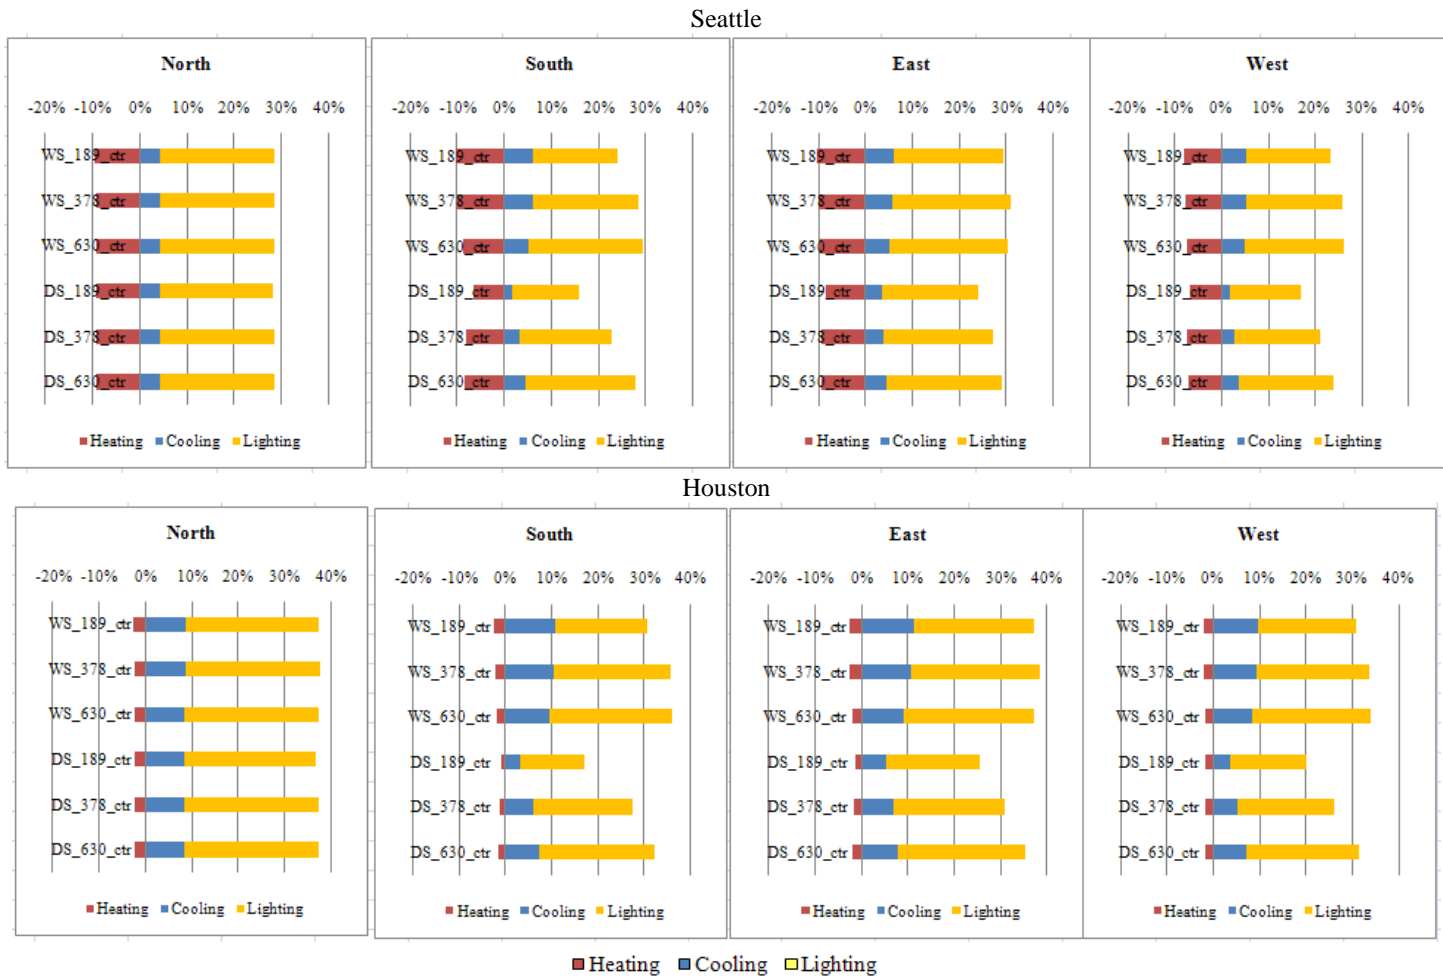 Seattle
North
-20% -10% 0% 10% 20% 30% 40%
WS_189_ctr
WS_378_ctr
WS_630_ctr
DS_189_ctr
DS_378_ctr
DS_630_ctr
Heating Cooling Lighting
South
-20% -10% 0% 10% 20% 30% 40%
WS_189_ctr
WS_378_ctr
WS_630_ctr
DS_189_ctr
DS_378_ctr
DS_630_ctr
Heating Cooling Lighting
East
-20% -10% 0% 10% 20% 30% 40%
WS_189_ctr
WS_378_ctr
WS_630_ctr
DS_189_ctr
DS_378_ctr
DS_630_ctr
Heating Cooling Lighting
West
-20% -10% 0% 10% 20% 30% 40%
WS_189_ctr
WS_378_ctr
WS_630_ctr
DS_189_ctr
DS_378_ctr
DS_630_ctr
Heating Cooling Lighting
Houston
North
-20% -10% 0% 10% 20% 30% 40%
WS_189_ctr
WS_378_ctr
WS_630_ctr
DS_189_ctr
DS_378_ctr
DS_630_ctr
Heating Cooling Lighting
South
-20% -10% 0% 10% 20% 30% 40%
WS_189_ctr
WS_378_ctr
WS_630_ctr
DS_189_ctr
DS_378_ctr
DS_630_ctr
Heating Cooling Lighting
East
-20% -10% 0% 10% 20% 30% 40%
WS_189_ctr
WS_378_ctr
WS_630_ctr
DS_189_ctr
DS_378_ctr
DS_630_ctr
Heating Cooling Lighting
West
-20% -10% 0% 10% 20% 30% 40%
WS_189_ctr
WS_378_ctr
WS_630_ctr
DS_189_ctr
DS_378_ctr
DS_630_ctr
Heating Cooling Lighting
Heating Cooling Lighting